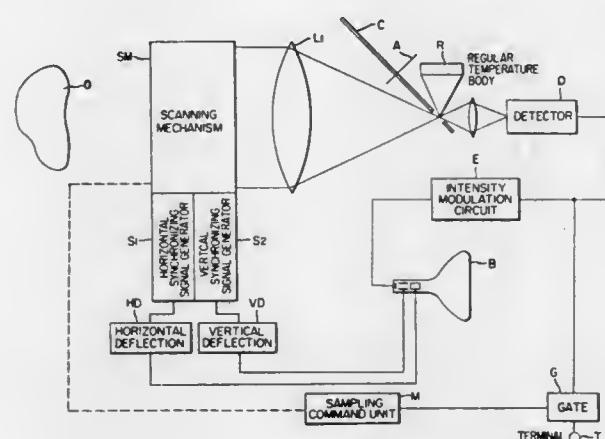 C
L1
A
R
SM
REGULAR
TEMPERATURE
BODY
D
O
SCANNING
MECHANISM
DETECTOR
E
INTENSITY
MODULATION
CIRCUIT
S1
HORIZONTAL
SYNCHRONIZING
SIGNAL GENERATOR
VERTCAL
SYNCHRONIZING
SIGNAL GENERATOR
S2
B
HD
VD
HORIZONTAL
DEFLECTION
VERTICAL
DEFLECTION
G
SAMPLING
COMMAND UNIT
M
GATE
TERMINAL
T